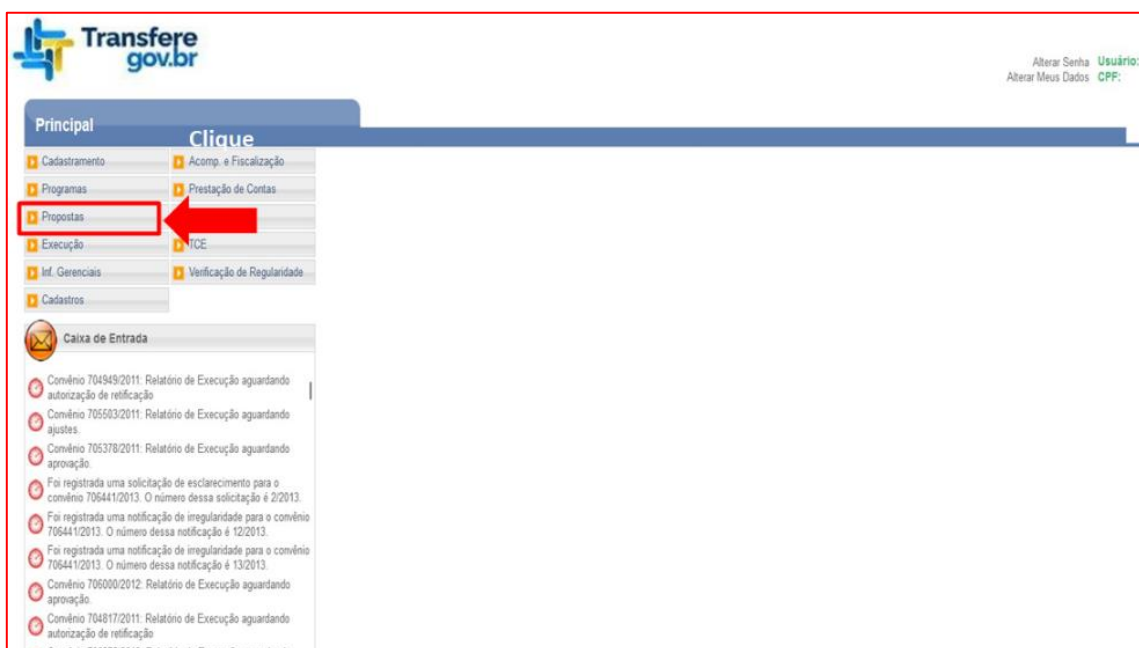 Transfere
gov.br
Alterar Senha Usuário:
Alterar Meus Dados CPF:
Principal
Clique
Cadastramento
Acomp. e Fiscalização
Programas
Prestação de Contas
Propostas
Execução
TCE
Inf. Gerenciais
Verificação de Regularidade
Cadastros
Caixa de Entrada
Convênio 704949/2011: Relatório de Execução aguardando
autorização de retificação
Convênio 705503/2011: Relatório de Execução aguardando
ajustes.
Convênio 705378/2011: Relatório de Execução aguardando
aprovação.
Foi registrada uma solicitação de esclarecimento para o
convênio 706441/2013. O número dessa solicitação é 2/2013.
Foi registrada uma notificação de irregularidade para o convênio
706441/2013. O número dessa notificação é 12/2013.
Foi registrada uma notificação de irregularidade para o convênio
706441/2013. O número dessa notificação é 13/2013.
Convênio 706000/2012: Relatório de Execução aguardando
aprovação.
Convênio 704817/2011: Relatório de Execução aguardando
autorização de retificação